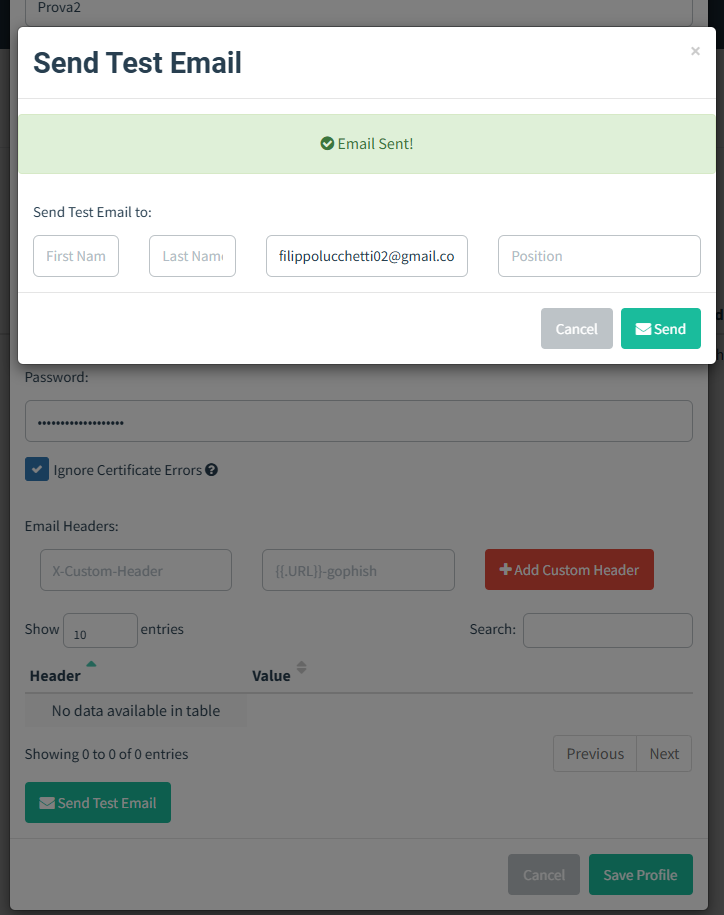 Prova2
Send Test Email
×
Email Sent!
Send Test Email to:
First Nam Last Name filippolucchetti02@gmail.co Position
Cancel Send
Password:
Ignore Certificate Errors
Email Headers:
X-Custom-Header {{.URL}}-gophish Add Custom Header
Show 10 entries Search:
Header Value
No data available in table
Showing 0 to 0 of 0 entries Previous Next
Send Test Email
Cancel Save Profile